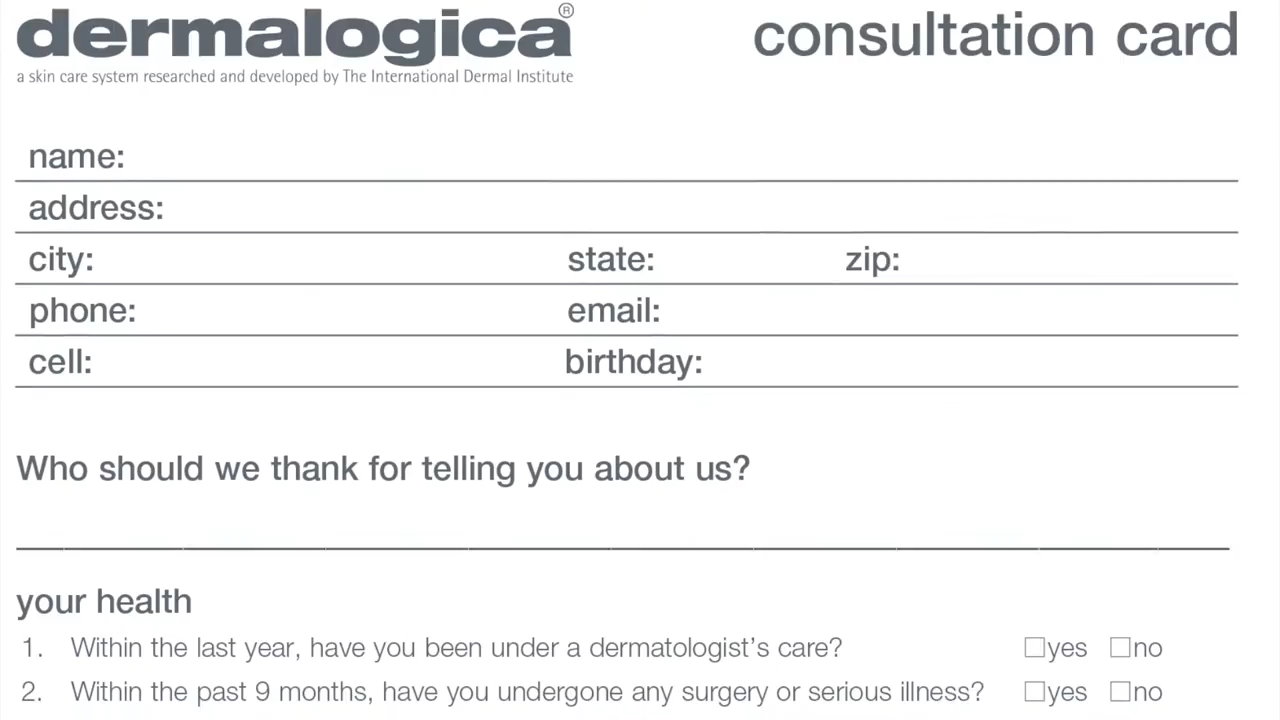 dermalogica® consultation card
a skin care system researched and developed by The International Dermal Institute
name:
address:
city: state: zip:
phone: email:
cell: birthday:
Who should we thank for telling you about us?
your health
1. Within the last year, have you been under a dermatologist’s care? □yes □no
2. Within the past 9 months, have you undergone any surgery or serious illness? □yes □no